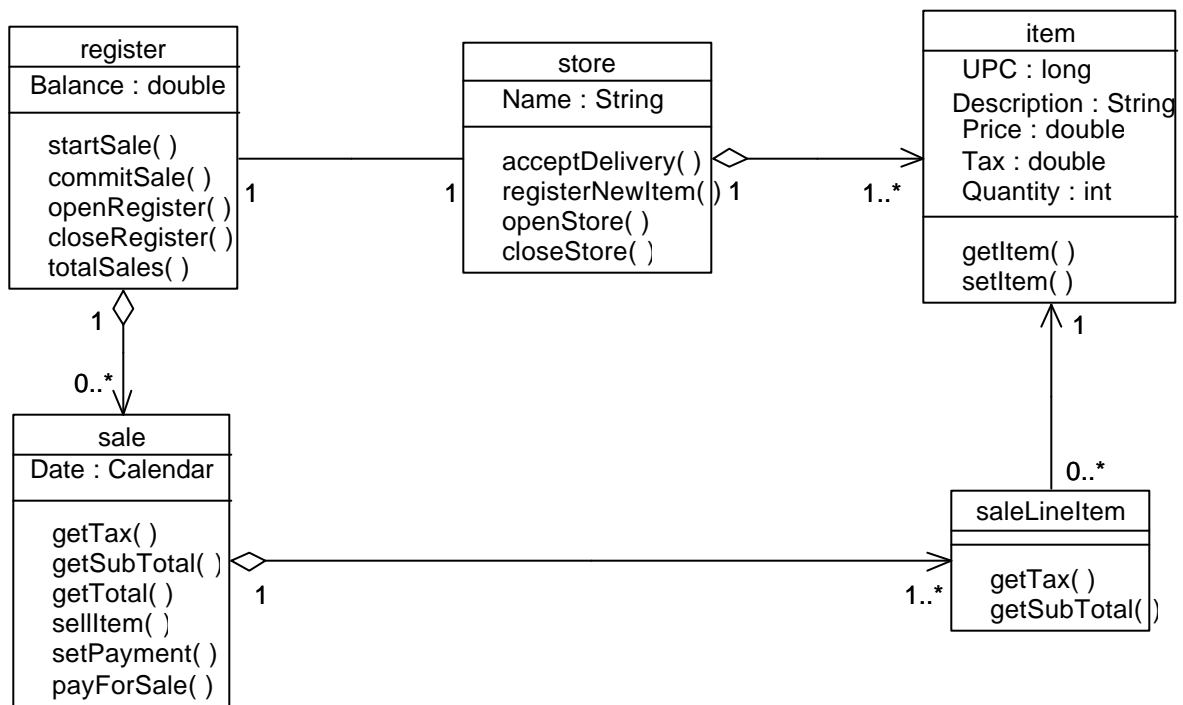 register
Balance : double
startSale( )
commitSale( )
openRegister( )
closeRegister( )
totalSales( )
1
1
store
Name : String
acceptDelivery( )
registerNewItem( )
openStore( )
closeStore( )
1
1..*
item
UPC : long
Description : String
Price : double
Tax : double
Quantity : int
getItem( )
setItem( )
1
0..*
1
0..*
sale
Date : Calendar
getTax( )
getSubTotal( )
getTotal( )
sellItem( )
setPayment( )
payForSale( )
1
1..*
saleLineItem
getTax( )
getSubTotal( )